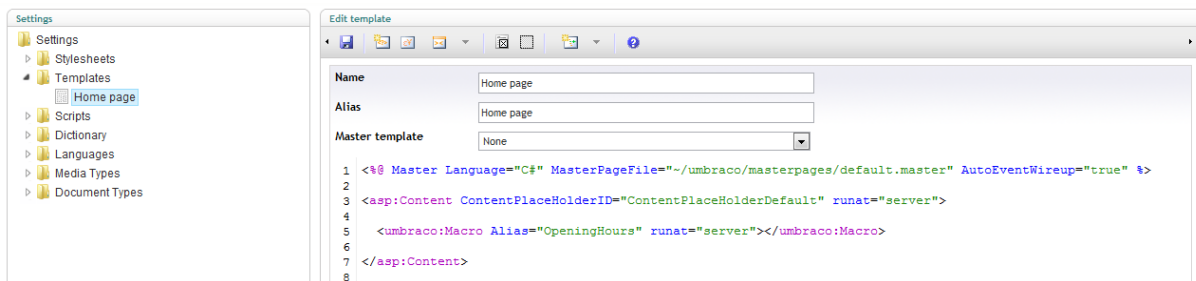 Settings
Settings
Stylesheets
Templates
Home page
Scripts
Dictionary
Languages
Media Types
Document Types
Edit template
Name
Home page
Alias
Home page
Master template
None
1 <%@ Master Language="C#" MasterPageFile="~/umbraco/masterpages/default.master" AutoEventWireup="true" %>
2
3 <asp:Content ContentPlaceHolderID="ContentPlaceHolderDefault" runat="server">
4
5 <umbraco:Macro Alias="OpeningHours" runat="server"></umbraco:Macro>
6
7 </asp:Content>
8